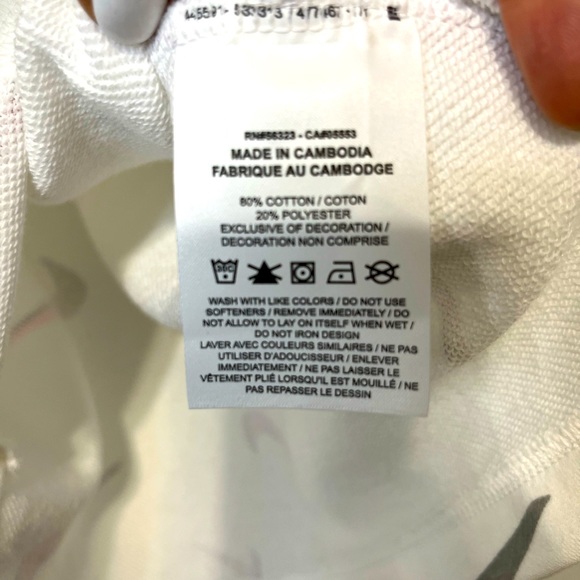 RN#56323 - CA#05553
MADE IN CAMBODIA
FABRIQUE AU CAMBODGE
80% COTTON / COTON
20% POLYESTER
EXCLUSIVE OF DECORATION /
DECORATION NON COMPRISE
30C
WASH WITH LIKE COLORS / DO NOT USE
SOFTENERS / REMOVE IMMEDIATELY / DO
NOT ALLOW TO LAY ON ITSELF WHEN WET /
DO NOT IRON DESIGN
LAVER AVEC COULEURS SIMILAIRES / NE PAS
UTILISER D'ADOUCISSEUR / ENLEVER
IMMEDIATEMENT / NE PAS LAISSER LE
VÊTEMENT PLIÉ LORSQU'IL EST MOUILLÉ / NE
PAS REPASSER LE DESSIN